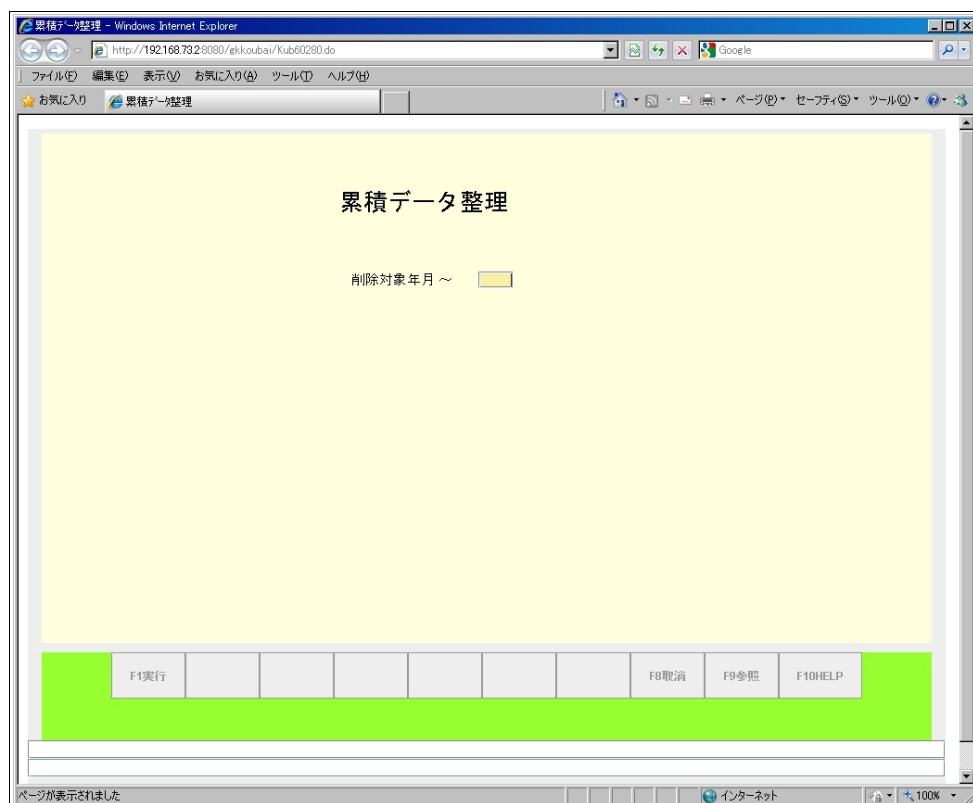 累積ﾃﾞｰﾀ整理 - Windows Internet Explorer
http://192.168.73.2:8080/gkkoubai/Kub60280.do
Google
ファイル(F) 編集(E) 表示(V) お気に入り(A) ツール(T) ヘルプ(H)
お気に入り 累積ﾃﾞｰﾀ整理 ページ(P) セーフティ(S) ツール(O)
累積データ整理
削除対象年月～
F1実行 F8取消 F9参照 F10HELP
ページが表示されました インターネット 100%